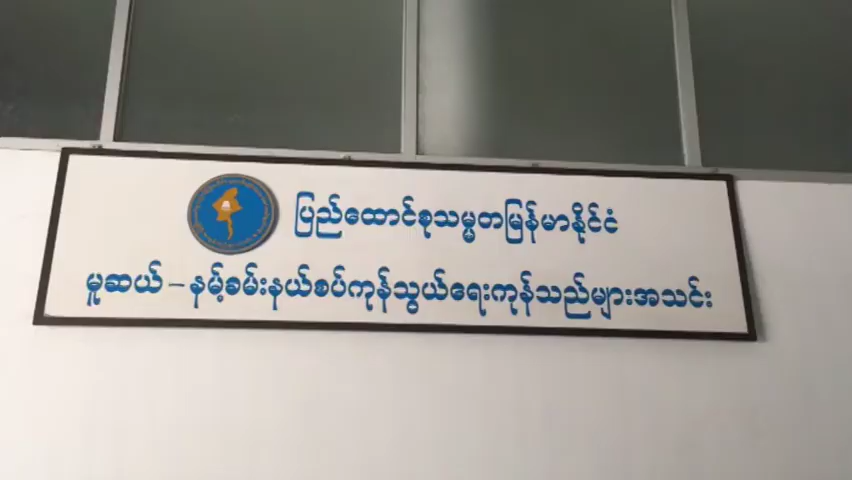 ပြည်ထောင်စုသမ္မတမြန်မာနိုင်ငံ
မူဆယ် – နမ့်ခမ်းနယ်စပ်ကုန်သွယ်ရေးကုန်သည်များအသင်း